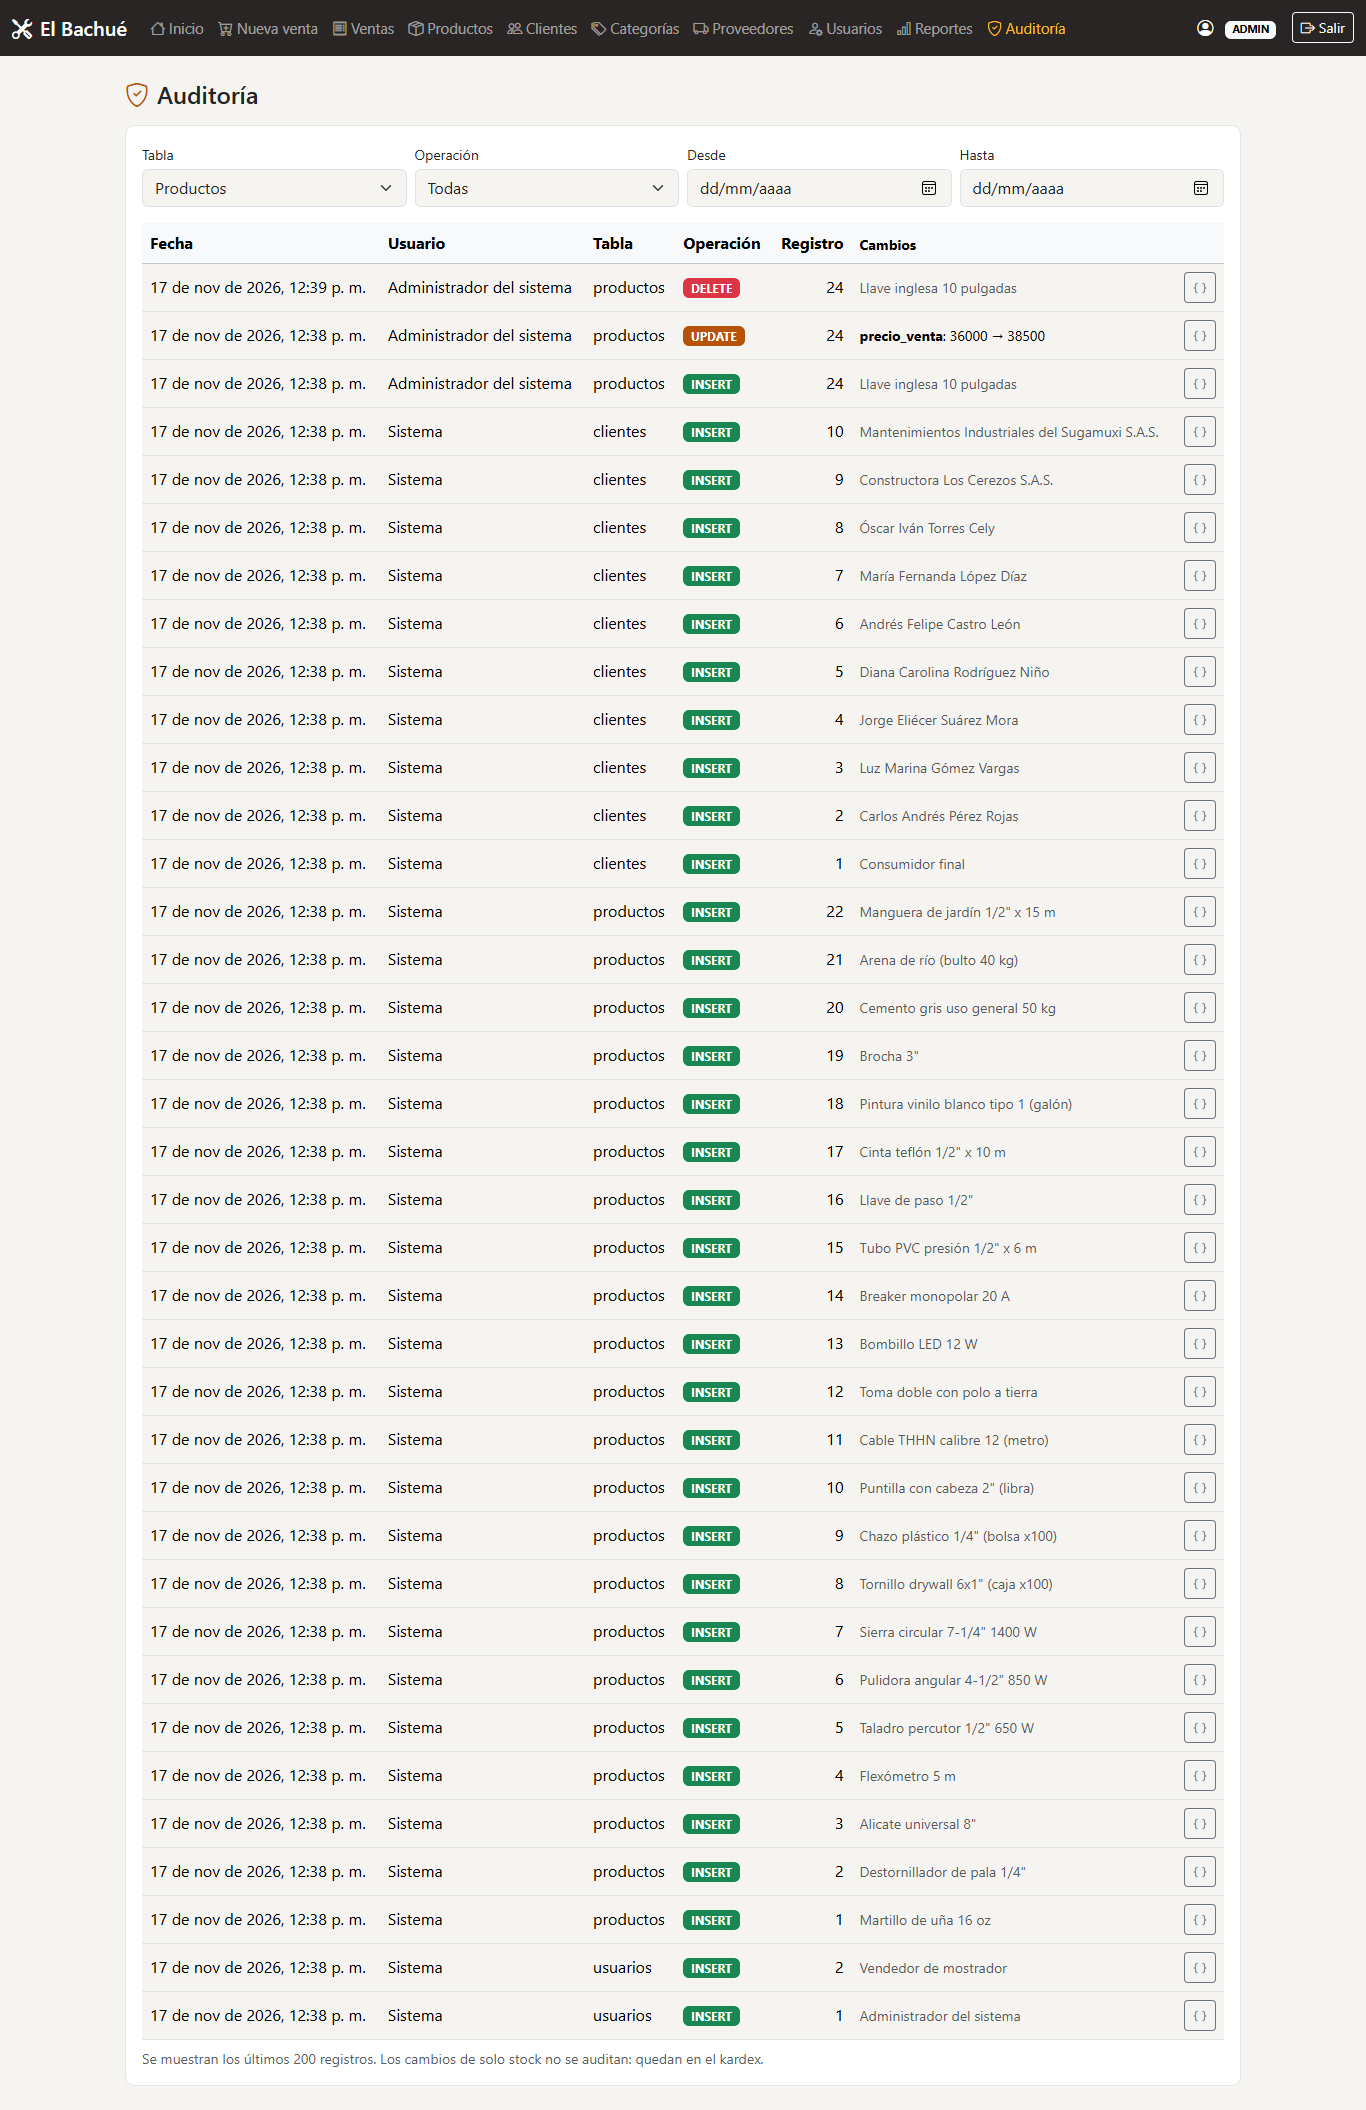 El Bachué Inicio Nueva venta Ventas Productos Clientes Categorías Proveedores Usuarios Reportes Auditoría ADMIN Salir
Auditoría
Tabla Operación Desde Hasta
Productos Todas dd/mm/aaaa dd/mm/aaaa
Fecha Usuario Tabla Operación Registro Cambios
17 de nov de 2026, 12:39 p. m. Administrador del sistema productos DELETE 24 Llave inglesa 10 pulgadas { }
17 de nov de 2026, 12:38 p. m. Administrador del sistema productos UPDATE 24 precio_venta: 36000 → 38500 { }
17 de nov de 2026, 12:38 p. m. Administrador del sistema productos INSERT 24 Llave inglesa 10 pulgadas { }
17 de nov de 2026, 12:38 p. m. Sistema clientes INSERT 10 Mantenimientos Industriales del Sugamuxi S.A.S. { }
17 de nov de 2026, 12:38 p. m. Sistema clientes INSERT 9 Constructora Los Cerezos S.A.S. { }
17 de nov de 2026, 12:38 p. m. Sistema clientes INSERT 8 Óscar Iván Torres Cely { }
17 de nov de 2026, 12:38 p. m. Sistema clientes INSERT 7 María Fernanda López Díaz { }
17 de nov de 2026, 12:38 p. m. Sistema clientes INSERT 6 Andrés Felipe Castro León { }
17 de nov de 2026, 12:38 p. m. Sistema clientes INSERT 5 Diana Carolina Rodríguez Niño { }
17 de nov de 2026, 12:38 p. m. Sistema clientes INSERT 4 Jorge Eliécer Suárez Mora { }
17 de nov de 2026, 12:38 p. m. Sistema clientes INSERT 3 Luz Marina Gómez Vargas { }
17 de nov de 2026, 12:38 p. m. Sistema clientes INSERT 2 Carlos Andrés Pérez Rojas { }
17 de nov de 2026, 12:38 p. m. Sistema clientes INSERT 1 Consumidor final { }
17 de nov de 2026, 12:38 p. m. Sistema productos INSERT 22 Manguera de jardín 1/2" x 15 m { }
17 de nov de 2026, 12:38 p. m. Sistema productos INSERT 21 Arena de río (bulto 40 kg) { }
17 de nov de 2026, 12:38 p. m. Sistema productos INSERT 20 Cemento gris uso general 50 kg { }
17 de nov de 2026, 12:38 p. m. Sistema productos INSERT 19 Brocha 3" { }
17 de nov de 2026, 12:38 p. m. Sistema productos INSERT 18 Pintura vinilo blanco tipo 1 (galón) { }
17 de nov de 2026, 12:38 p. m. Sistema productos INSERT 17 Cinta teflón 1/2" x 10 m { }
17 de nov de 2026, 12:38 p. m. Sistema productos INSERT 16 Llave de paso 1/2" { }
17 de nov de 2026, 12:38 p. m. Sistema productos INSERT 15 Tubo PVC presión 1/2" x 6 m { }
17 de nov de 2026, 12:38 p. m. Sistema productos INSERT 14 Breaker monopolar 20 A { }
17 de nov de 2026, 12:38 p. m. Sistema productos INSERT 13 Bombillo LED 12 W { }
17 de nov de 2026, 12:38 p. m. Sistema productos INSERT 12 Toma doble con polo a tierra { }
17 de nov de 2026, 12:38 p. m. Sistema productos INSERT 11 Cable THHN calibre 12 (metro) { }
17 de nov de 2026, 12:38 p. m. Sistema productos INSERT 10 Puntilla con cabeza 2" (libra) { }
17 de nov de 2026, 12:38 p. m. Sistema productos INSERT 9 Chazo plástico 1/4" (bolsa x100) { }
17 de nov de 2026, 12:38 p. m. Sistema productos INSERT 8 Tornillo drywall 6x1" (caja x100) { }
17 de nov de 2026, 12:38 p. m. Sistema productos INSERT 7 Sierra circular 7-1/4" 1400 W { }
17 de nov de 2026, 12:38 p. m. Sistema productos INSERT 6 Pulidora angular 4-1/2" 850 W { }
17 de nov de 2026, 12:38 p. m. Sistema productos INSERT 5 Taladro percutor 1/2" 650 W { }
17 de nov de 2026, 12:38 p. m. Sistema productos INSERT 4 Flexómetro 5 m { }
17 de nov de 2026, 12:38 p. m. Sistema productos INSERT 3 Alicate universal 8" { }
17 de nov de 2026, 12:38 p. m. Sistema productos INSERT 2 Destornillador de pala 1/4" { }
17 de nov de 2026, 12:38 p. m. Sistema productos INSERT 1 Martillo de uña 16 oz { }
17 de nov de 2026, 12:38 p. m. Sistema usuarios INSERT 2 Vendedor de mostrador { }
17 de nov de 2026, 12:38 p. m. Sistema usuarios INSERT 1 Administrador del sistema { }
Se muestran los últimos 200 registros. Los cambios de solo stock no se auditan: quedan en el kardex.